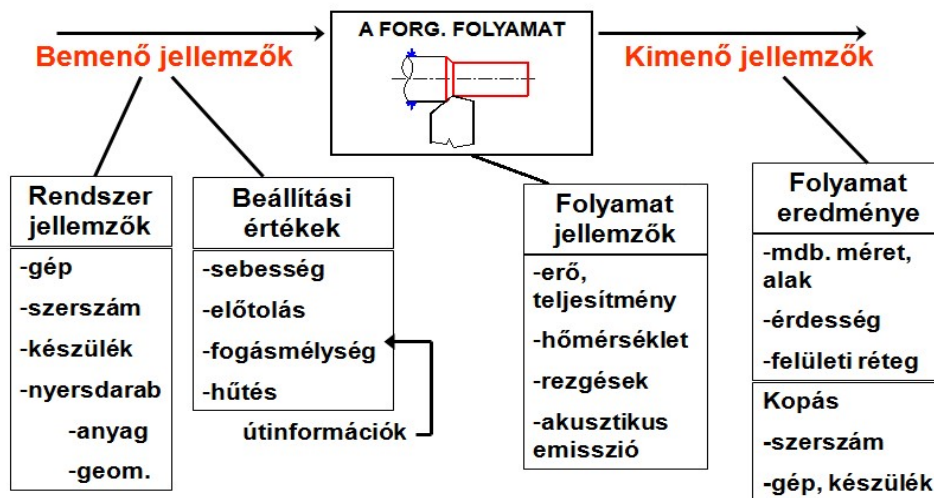 A FORG. FOLYAMAT
Bemenő jellemzők
Kimenő jellemzők
Rendszer
jellemzők
-gép
-szerszám
-készülék
-nyersdarab
-anyag
-geom.
Beállítási
értékek
-sebesség
-előtolás
-fogásmélység
-hűtés
útinformációk
Folyamat
jellemzők
-erő,
teljesítmény
-hőmérséklet
-rezgések
-akusztikus
emisszió
Folyamat
eredménye
-mdb. méret,
alak
-érdesség
-felületi réteg
Kopás
-szerszám
-gép, készülék